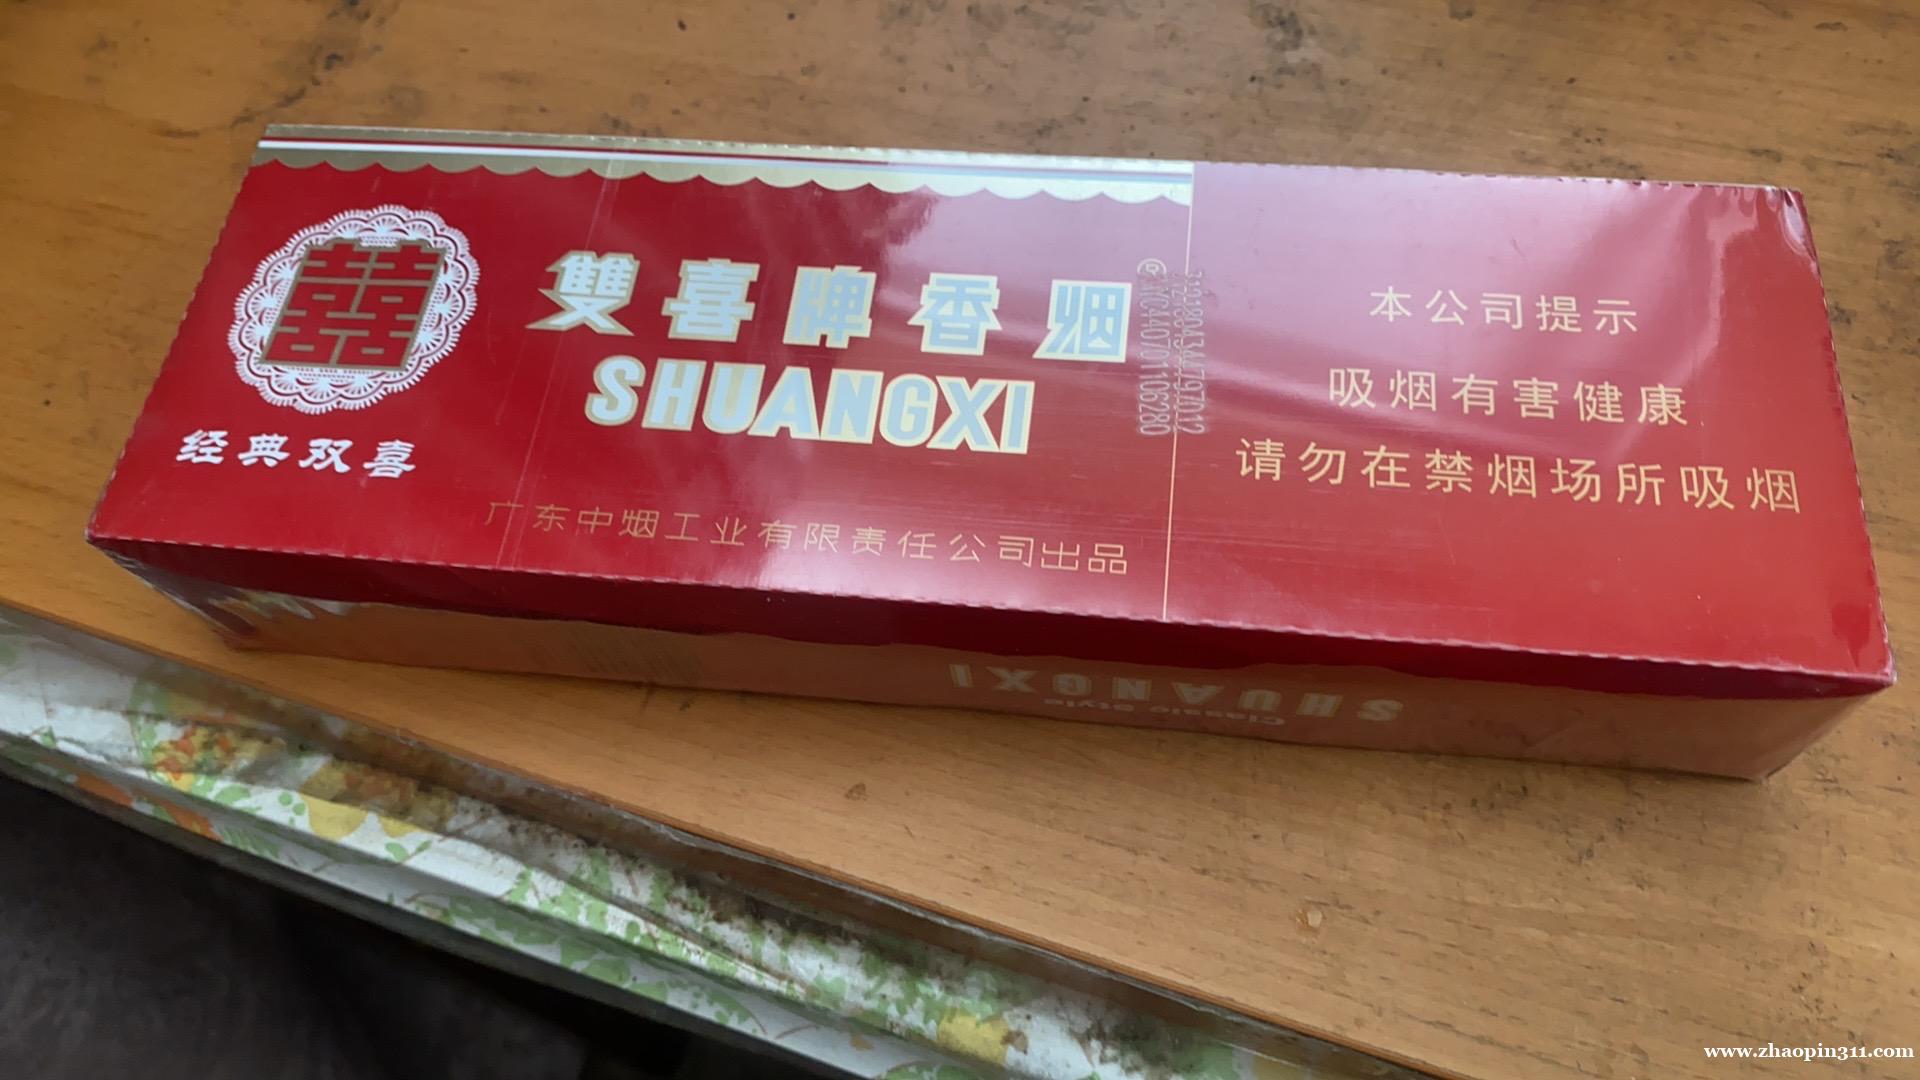 囍
经典双喜
雙喜牌香烟
SHUANGXI
广东中烟工业有限责任公司出品
本公司提示
吸烟有害健康
请勿在禁烟场所吸烟
SHUANGXI
Classic Style
www.zhaopin311.com